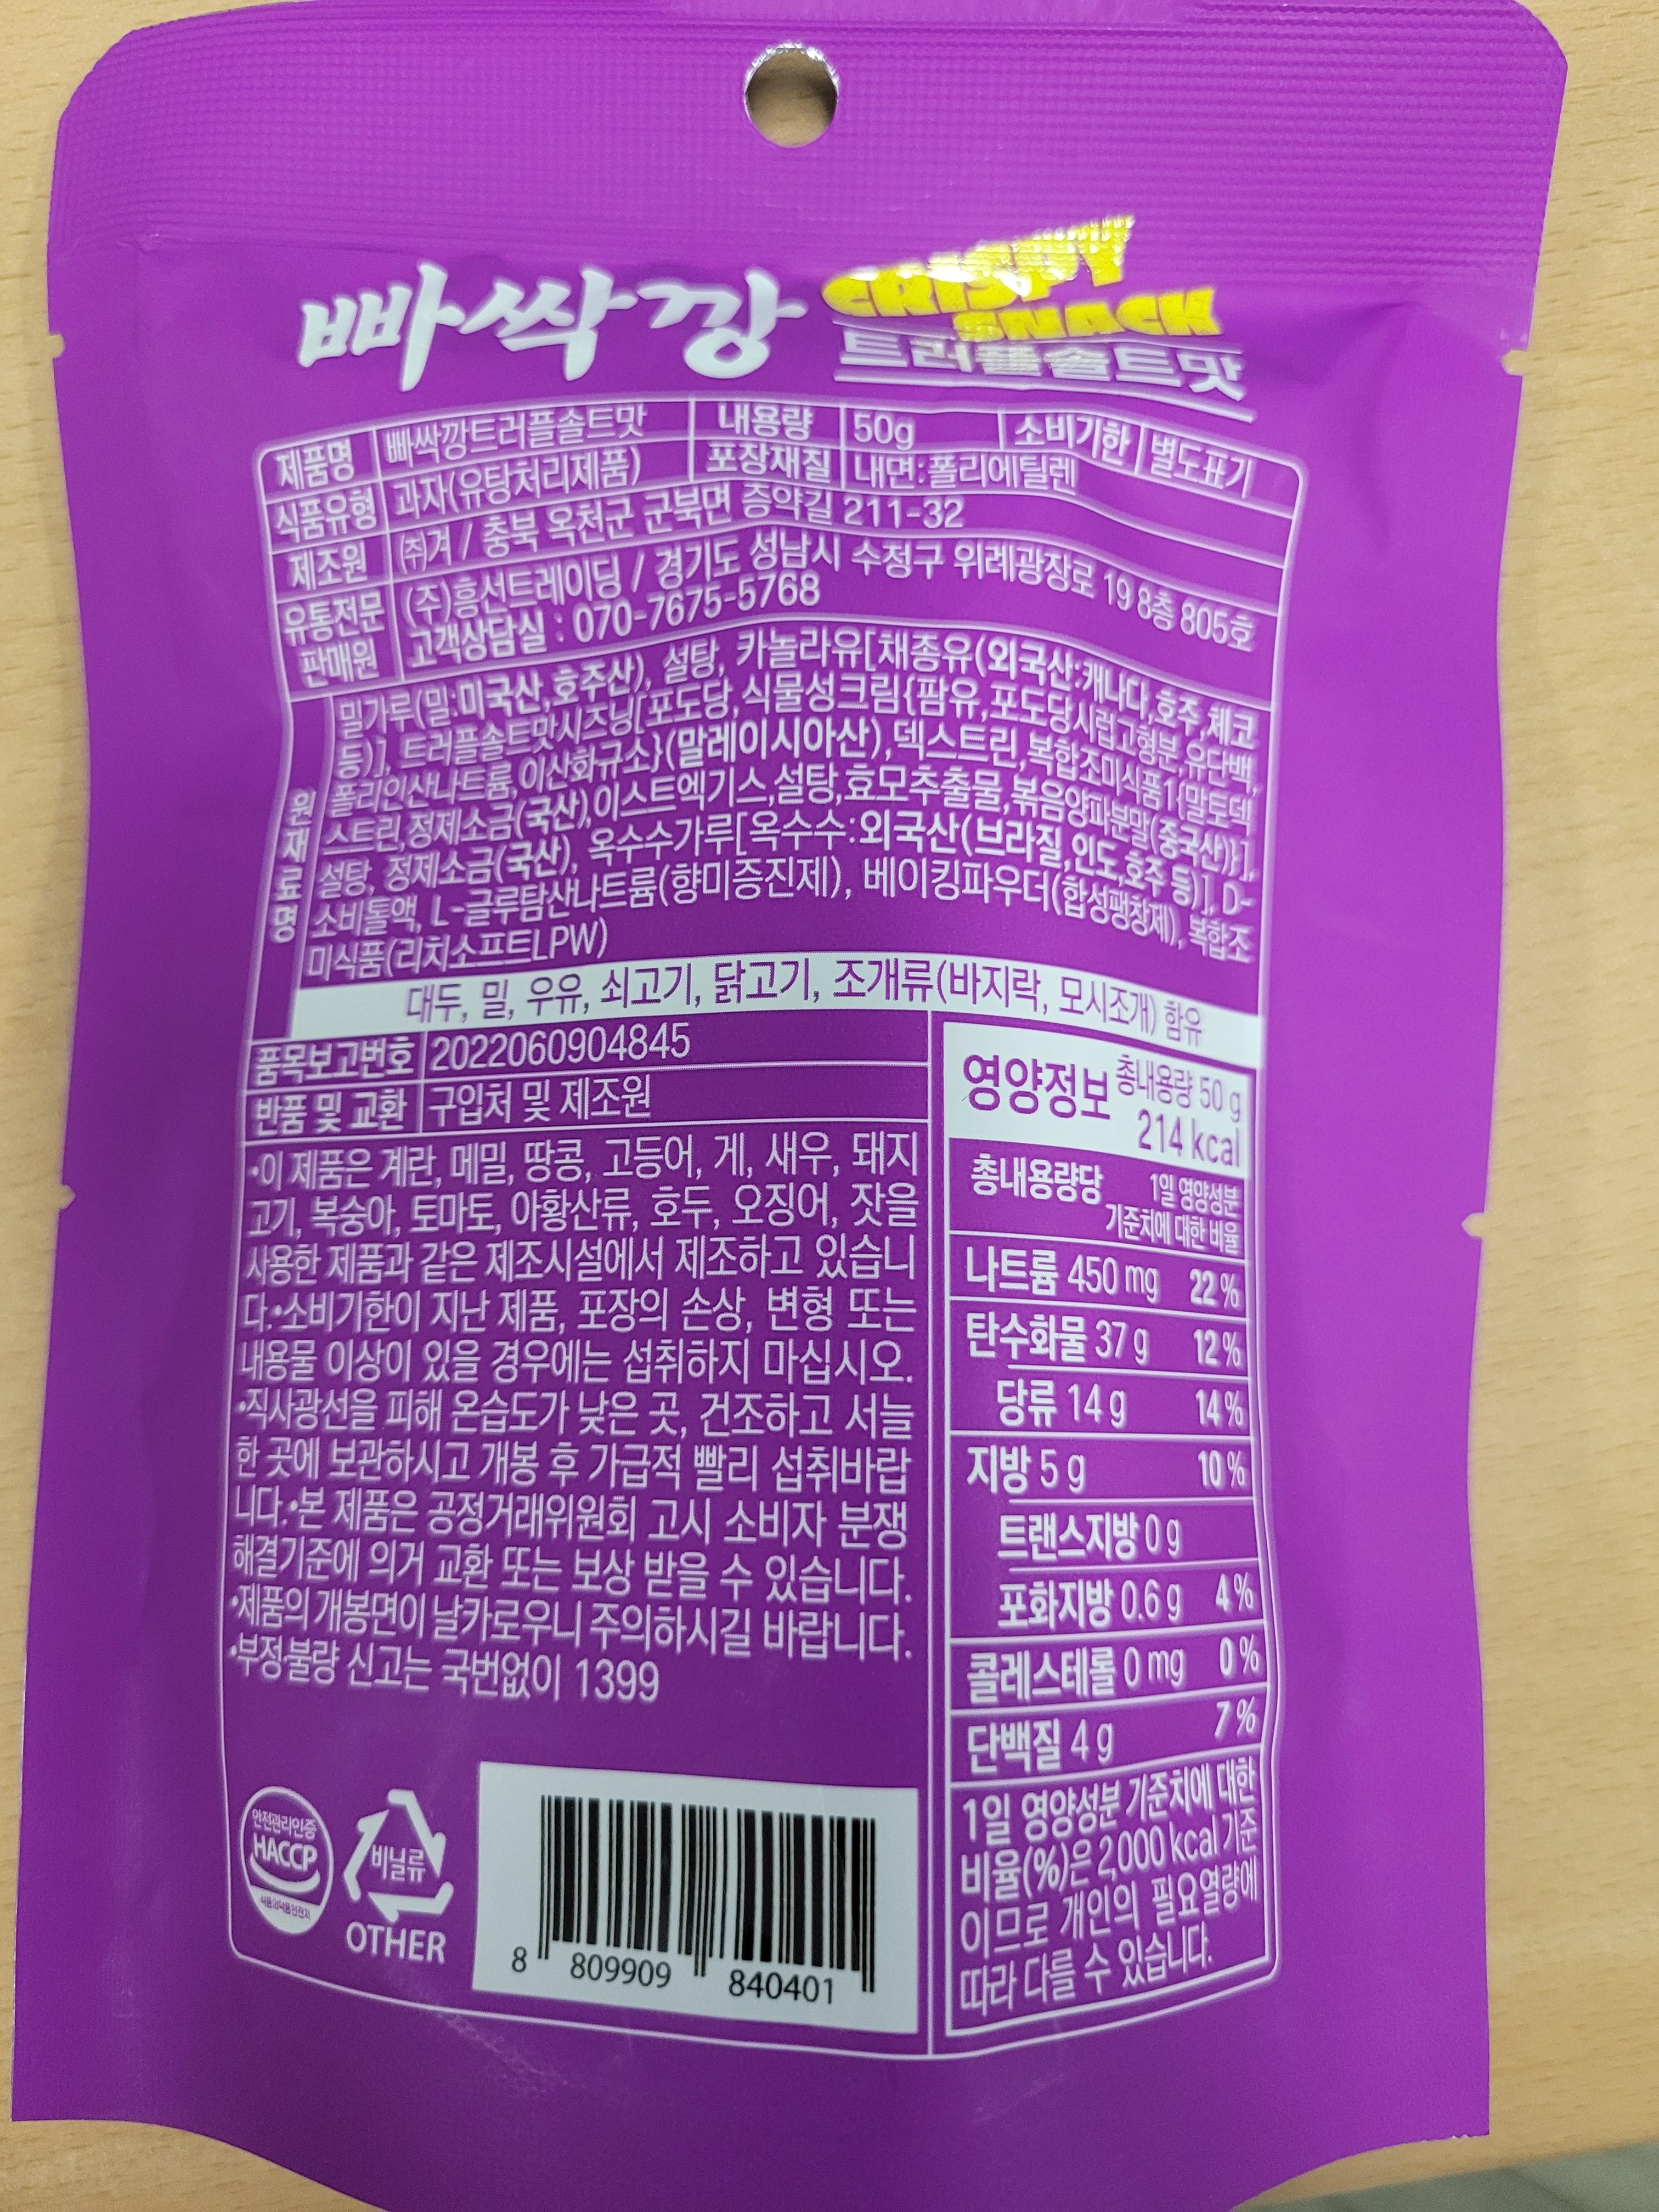 빠싹깡 CRISPY SNACK
트러플솔트맛
제품명 빠싹깡트러플솔트맛 내용량 50g 소비기한 별도표기
식품유형 과자(유탕처리제품) 포장재질 내면:폴리에틸렌
제조원 ㈜겨 / 충북 옥천군 군북면 증약길 211-32
유통전문 (주)흥선트레이딩 / 경기도 성남시 수정구 위례광장로 19 8층 805호
판매원 고객상담실 : 070-7675-5768
원재료명
밀가루(밀:미국산,호주산), 설탕, 카놀라유[채종유(외국산:캐나다,호주,체코
등)], 트러플솔트맛시즈닝[포도당,식물성크림{팜유,포도당시럽고형분,유단백,
폴리인산나트륨,이산화규소}(말레이시아산),덱스트린,복합조미식품1{말토덱
스트린,정제소금(국산),이스트엑기스,설탕,효모추출물,볶음양파분말(중국산)}],
설탕, 정제소금(국산), 옥수수가루[옥수수:외국산(브라질,인도,호주 등)], D-
소비톨액, L-글루탐산나트륨(향미증진제), 베이킹파우더(합성팽창제), 복합조
미식품(리치소프트LPW)
대두, 밀, 우유, 쇠고기, 닭고기, 조개류(바지락, 모시조개) 함유
품목보고번호 2022060904845
반품 및 교환 구입처 및 제조원
•이 제품은 계란, 메밀, 땅콩, 고등어, 게, 새우, 돼지
고기, 복숭아, 토마토, 아황산류, 호두, 오징어, 잣을
사용한 제품과 같은 제조시설에서 제조하고 있습니
다.•소비기한이 지난 제품, 포장의 손상, 변형 또는
내용물 이상이 있을 경우에는 섭취하지 마십시오.
•직사광선을 피해 온습도가 낮은 곳, 건조하고 서늘
한 곳에 보관하시고 개봉 후 가급적 빨리 섭취바랍
니다.•본 제품은 공정거래위원회 고시 소비자 분쟁
해결기준에 의거 교환 또는 보상 받을 수 있습니다.
•제품의 개봉면이 날카로우니 주의하시길 바랍니다.
•부정·불량 신고는 국번없이 1399
영양정보 총내용량 50 g
214 kcal
총내용량당 1일 영양성분
기준치에 대한 비율
나트륨 450 mg 22 %
탄수화물 37 g 12 %
당류 14 g 14 %
지방 5 g 10 %
트랜스지방 0 g
포화지방 0.6 g 4 %
콜레스테롤 0 mg 0 %
단백질 4 g 7 %
1일 영양성분 기준치에 대한
비율(%)은 2,000 kcal 기준
이므로 개인의 필요 열량에
따라 다를 수 있습니다.
안전관리인증
HACCP
식품의약품안전처
비닐류
OTHER
8 809909 840401